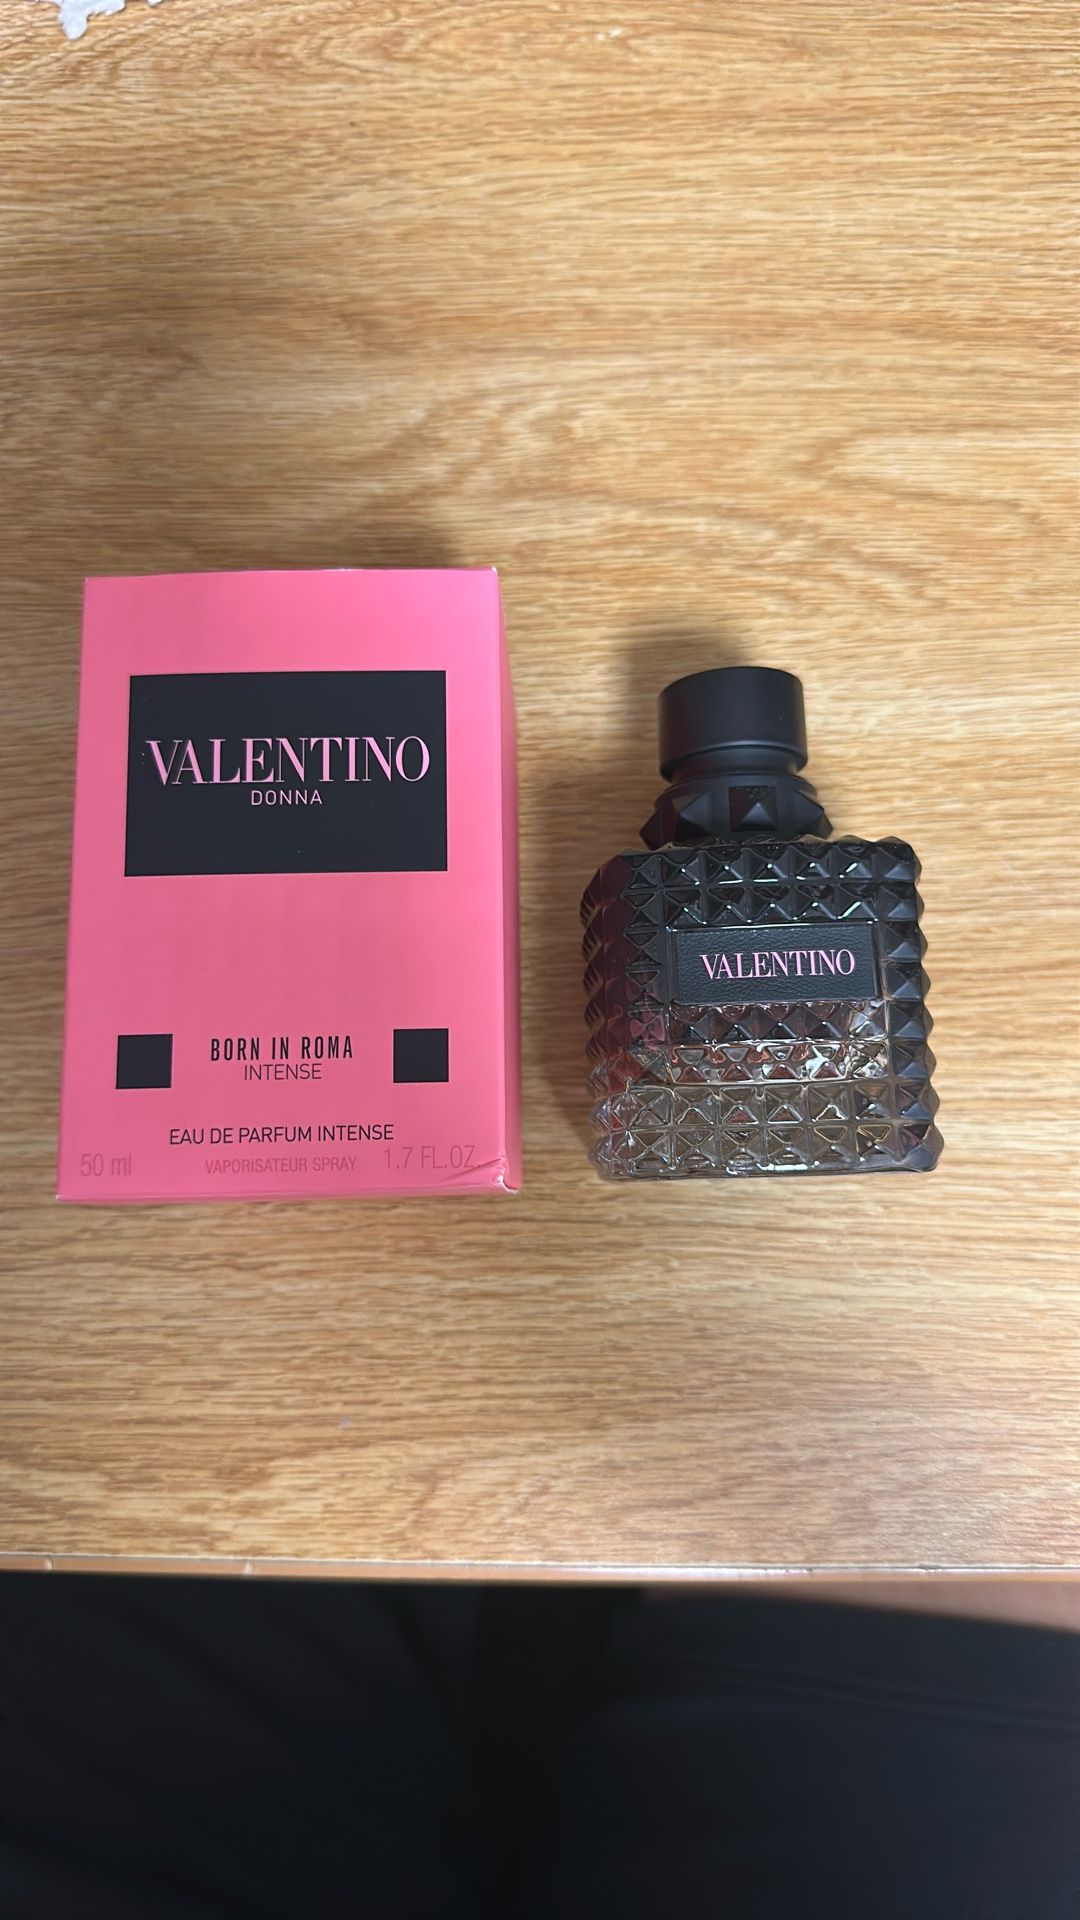 VALENTINO
DONNA
BORN IN ROMA
INTENSE
EAU DE PARFUM INTENSE
50 ml VAPORISATEUR SPRAY 1.7 FL.OZ.
VALENTINO